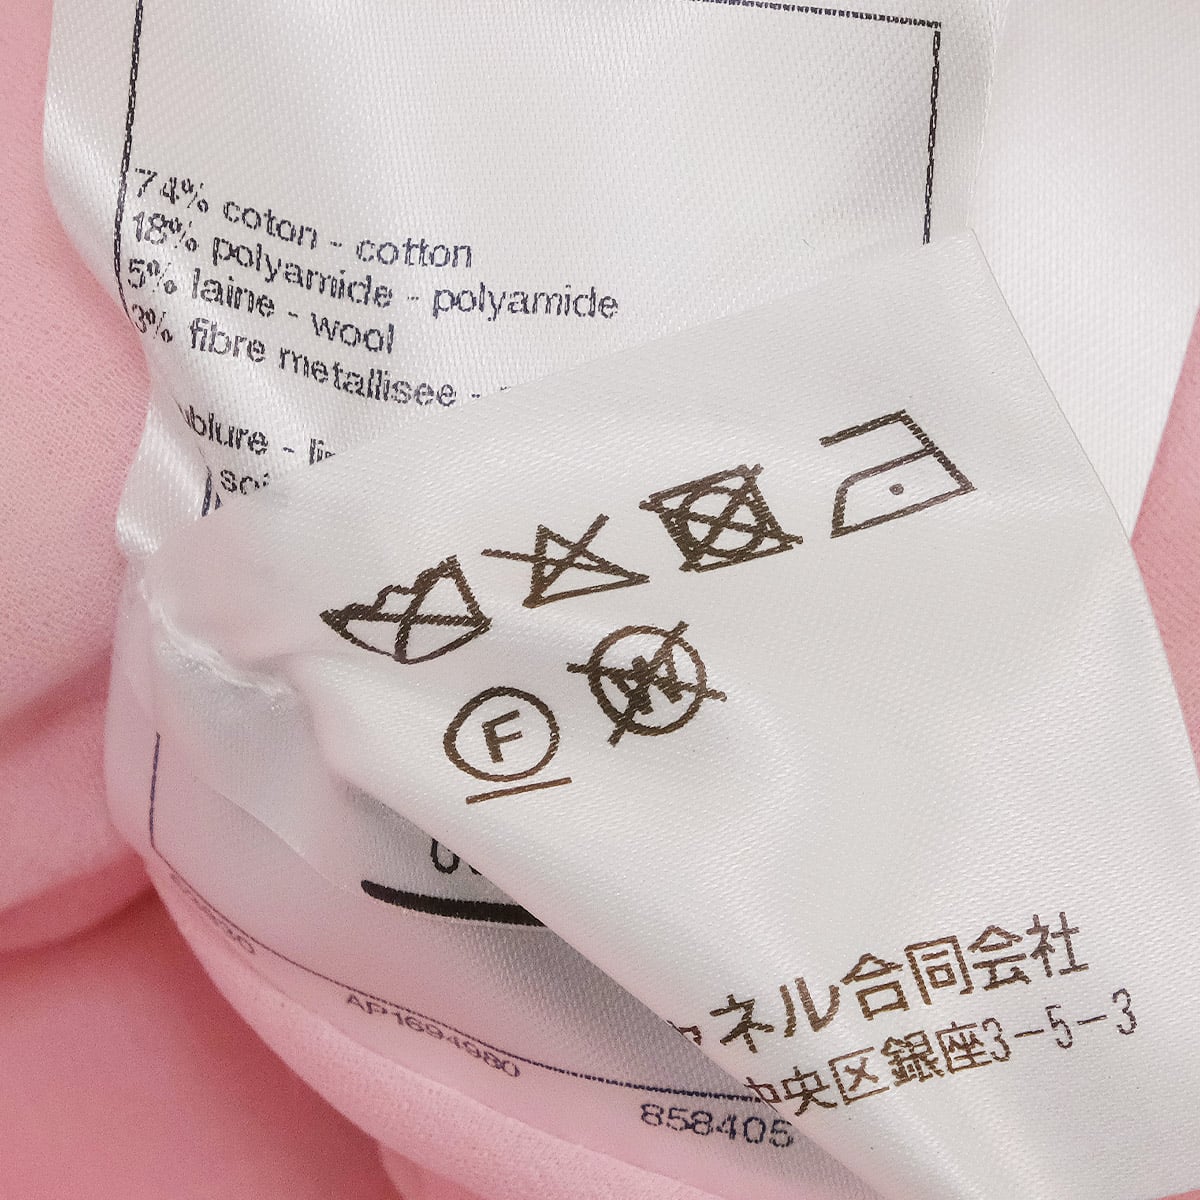 74% coton - cotton
18% polyamide - polyamide
5% laine - wool
3% fibre metallisee -
F
W
ネル合同会社
中央区銀座3-5-3
AP1694980
858405